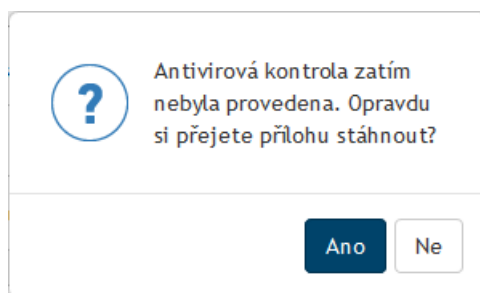 Antivirová kontrola zatím
nebyla provedena. Opravdu
si přejete přílohu stáhnout?
Ano
Ne